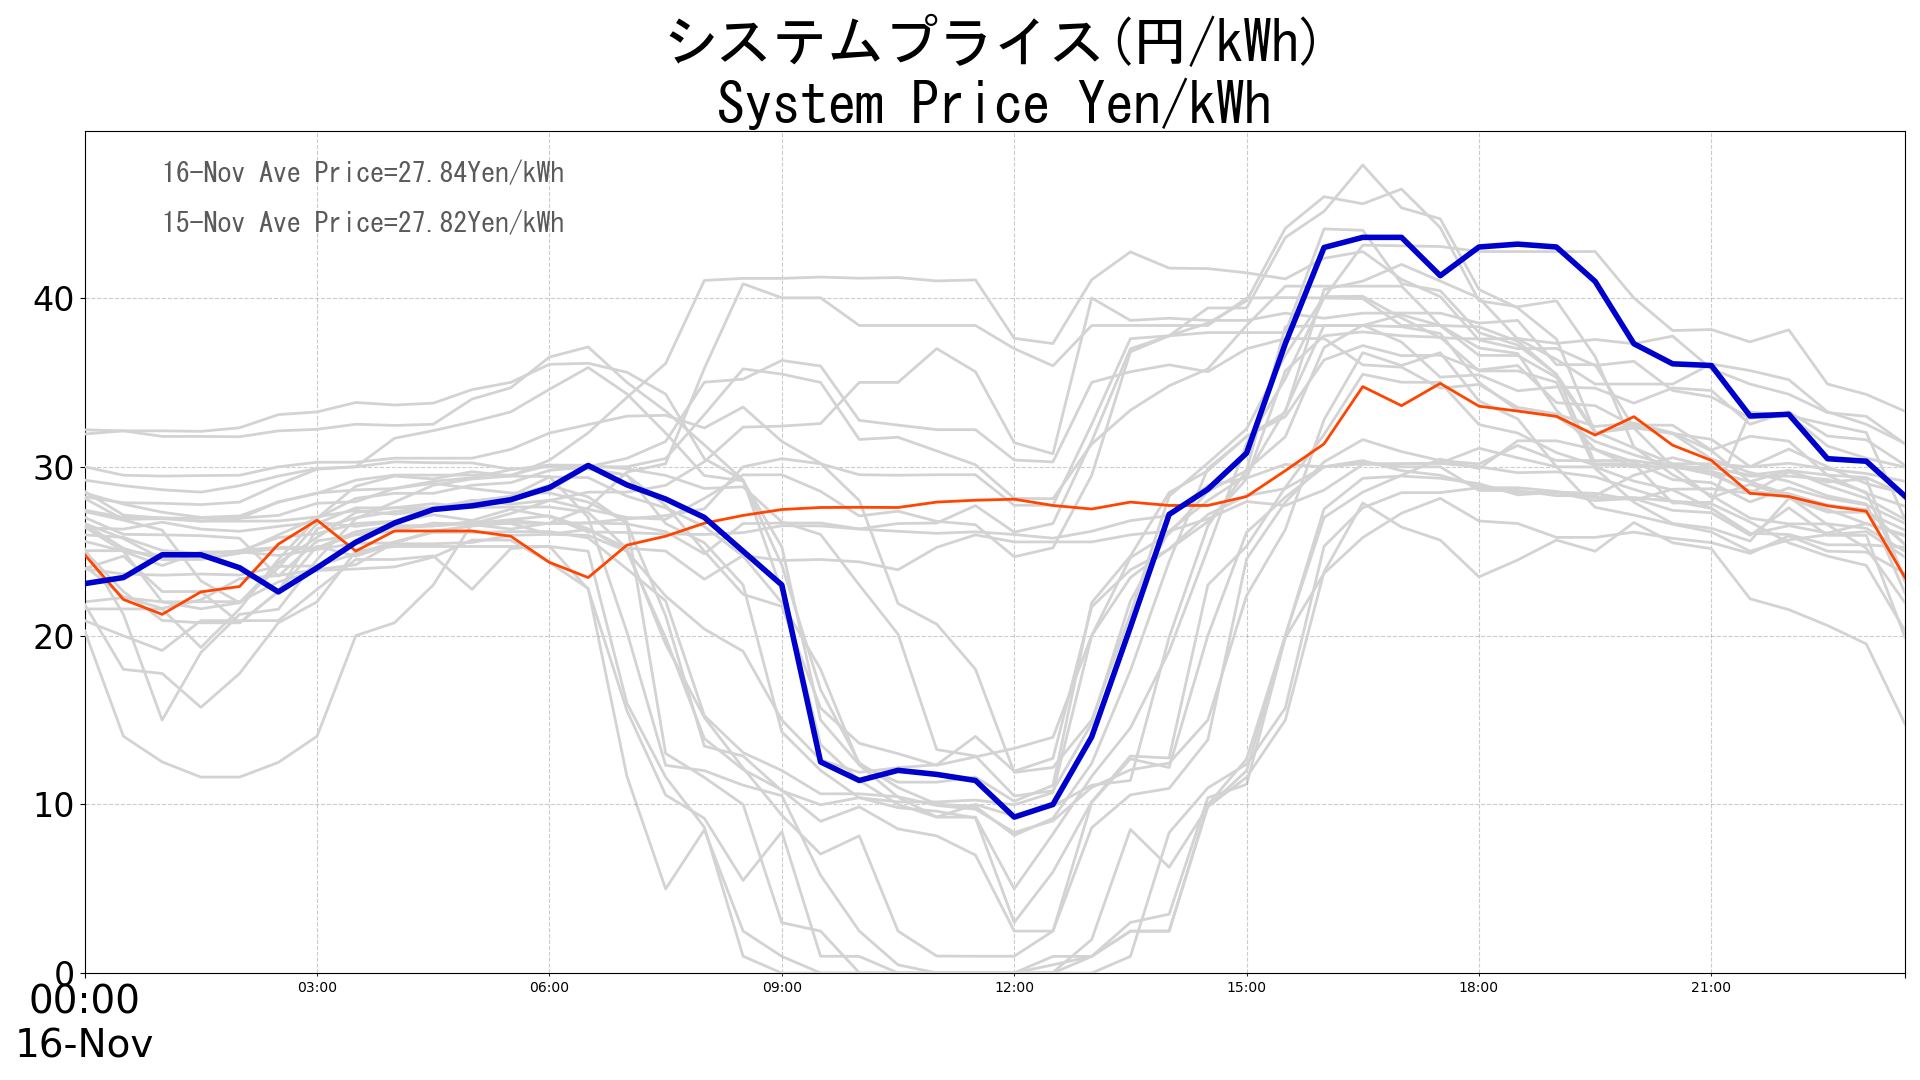 システムプライス(円/kWh)
System Price Yen/kWh
16-Nov Ave Price=27.84Yen/kWh
15-Nov Ave Price=27.82Yen/kWh
40
30
20
10
0
00:00 03:00 06:00 09:00 12:00 15:00 18:00 21:00
16-Nov